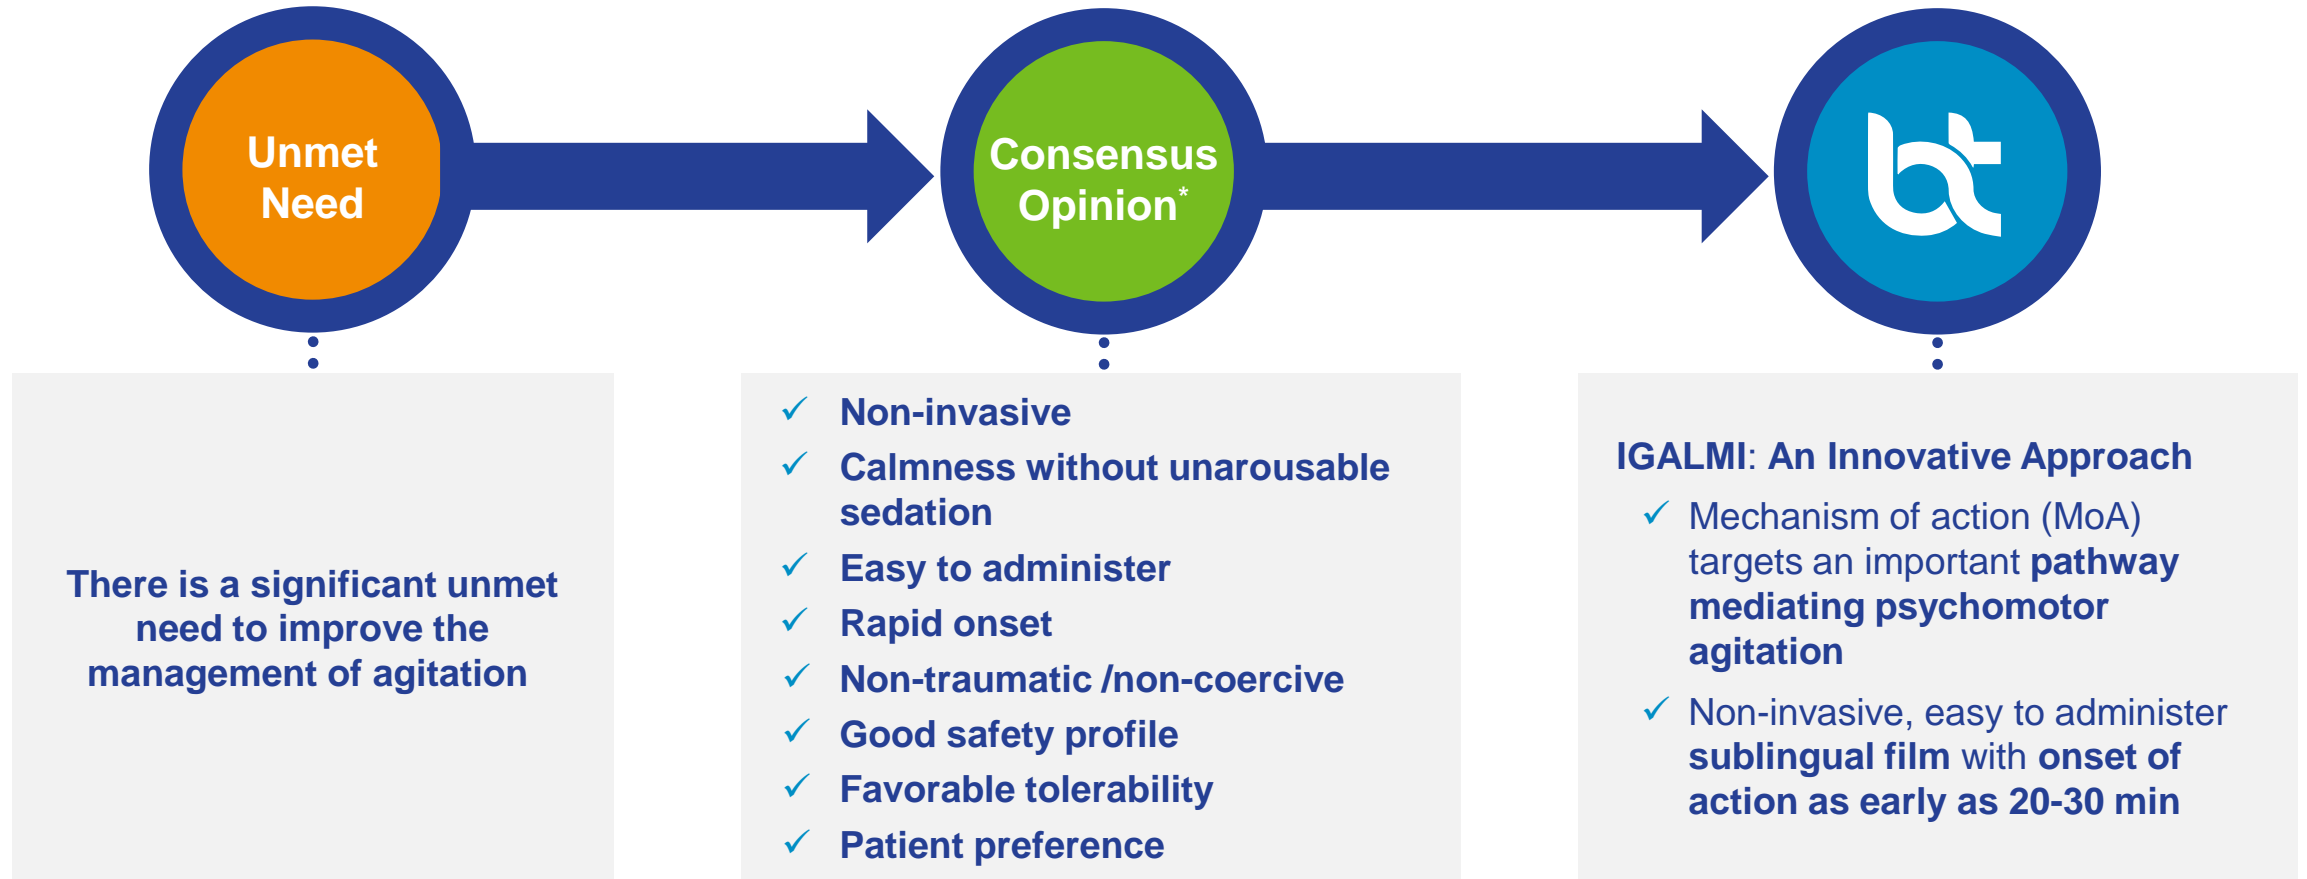 Unmet
Need
Consensus
Opinion*
bt
There is a significant unmet
need to improve the
management of agitation
✓ Non-invasive
✓ Calmness without unarousable
sedation
✓ Easy to administer
✓ Rapid onset
✓ Non-traumatic /non-coercive
✓ Good safety profile
✓ Favorable tolerability
✓ Patient preference
IGALMI: An Innovative Approach
✓ Mechanism of action (MoA)
targets an important pathway
mediating psychomotor
agitation
✓ Non-invasive, easy to administer
sublingual film with onset of
action as early as 20-30 min